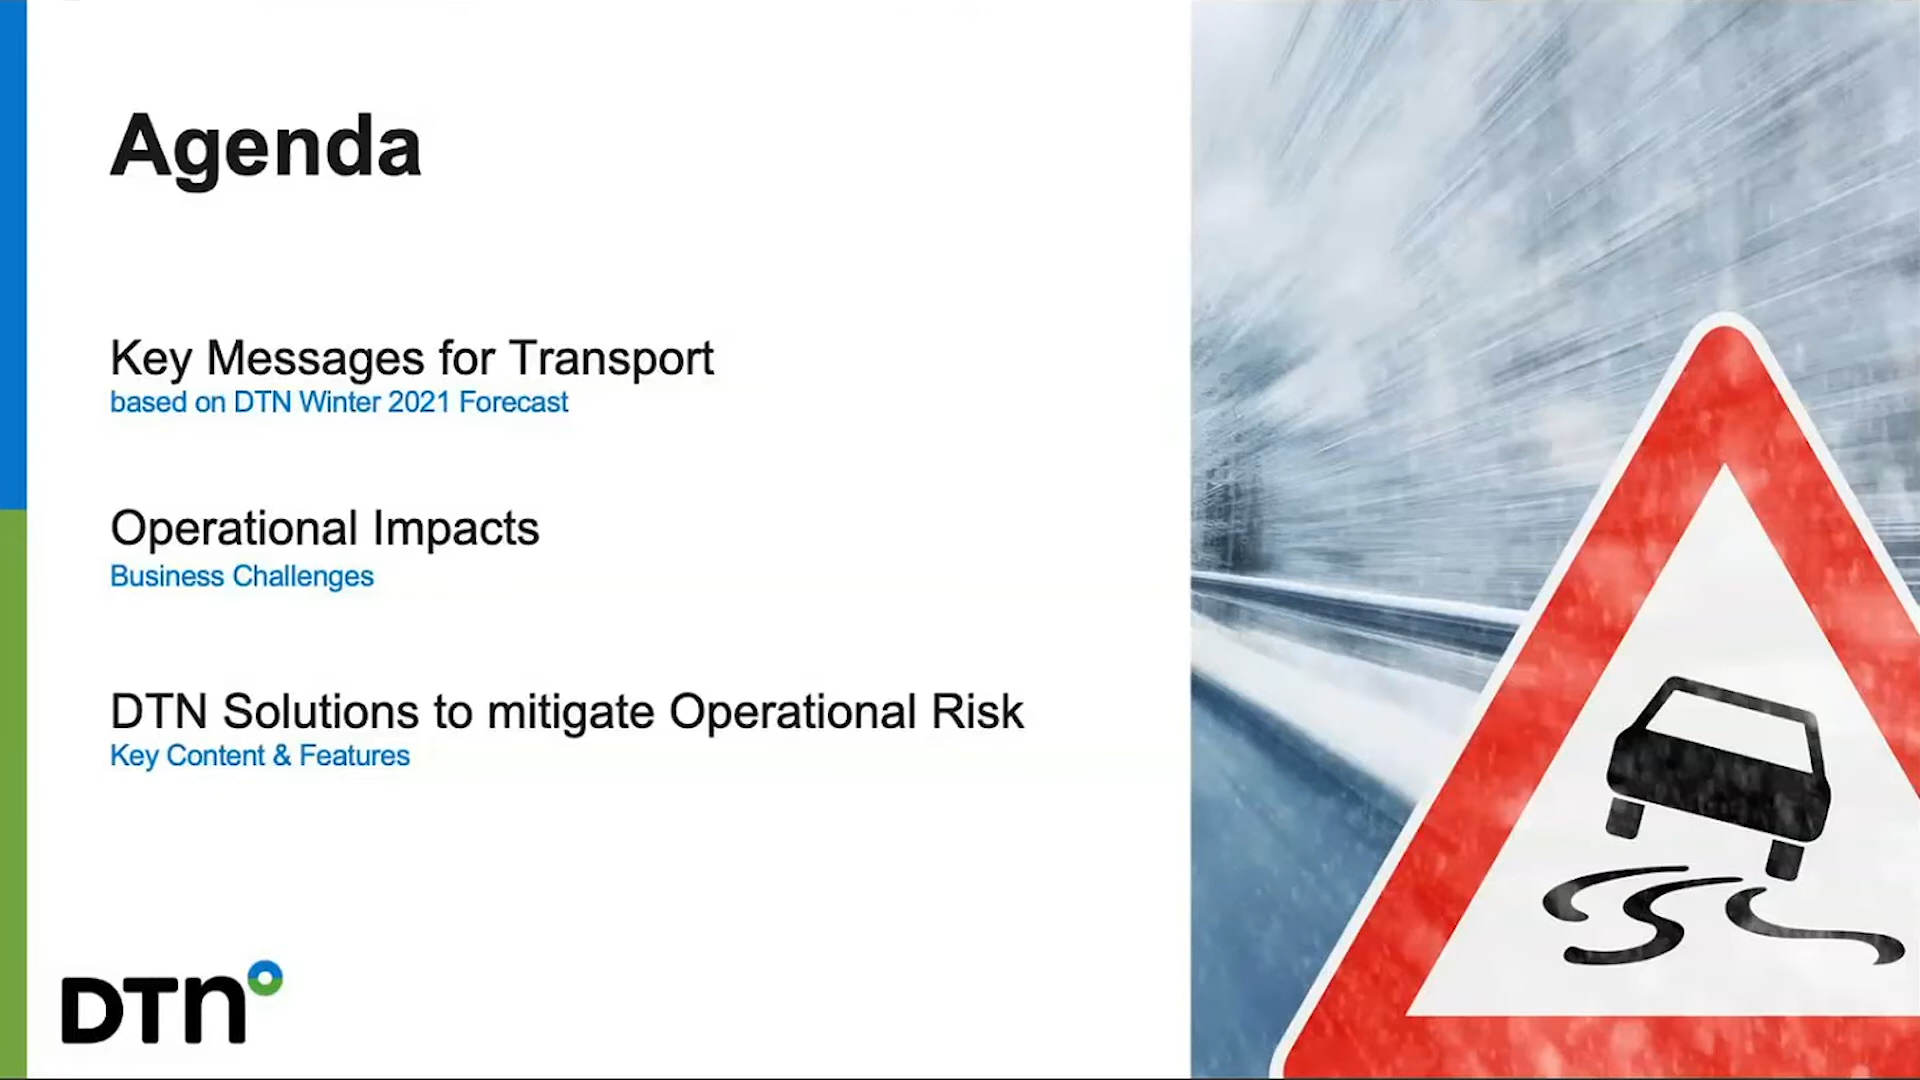 Agenda
Key Messages for Transport
based on DTN Winter 2021 Forecast
Operational Impacts
Business Challenges
DTN Solutions to mitigate Operational Risk
Key Content & Features
DTN